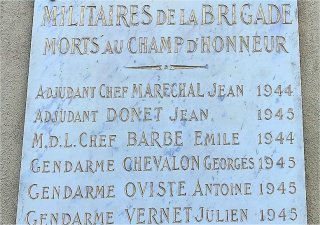 MILITAIRES DE LA BRIGADE
MORTS AU CHAMP D'HONNEUR
ADJUDANT CHEF MARECHAL JEAN 1944
ADJUDANT DONET JEAN. 1945
M.D.L. CHEF BARBE EMILE 1944
GENDARME CHEVALON GEORGES 1945
GENDARME OVISTE ANTOINE 1945
GENDARME VERNET JULIEN 1945